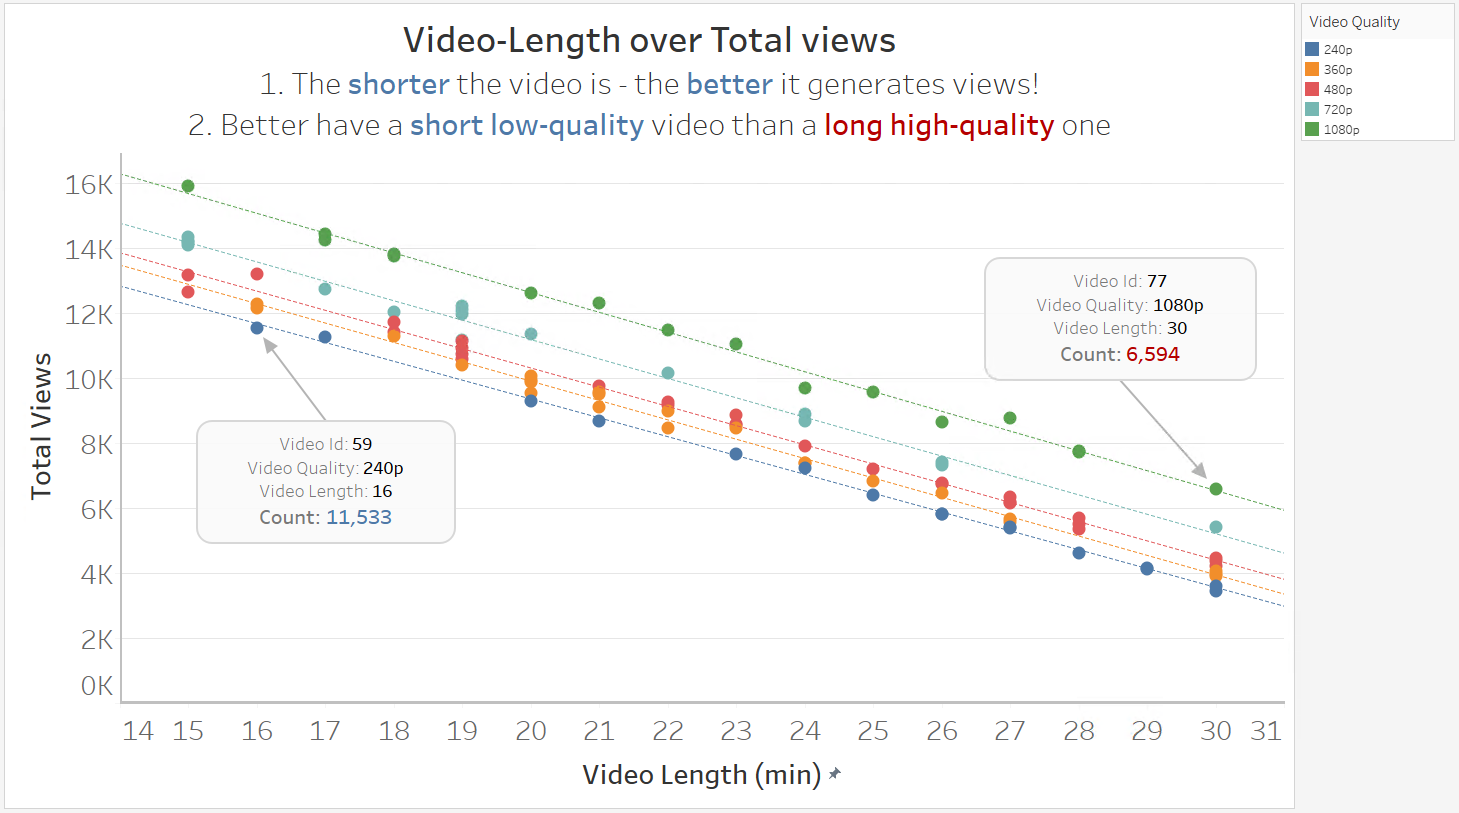 Video-Length over Total views
1. The shorter the video is - the better it generates views!
2. Better have a short low-quality video than a long high-quality one
Video Quality
240p
360p
480p
720p
1080p
Total Views
16K
14K
12K
10K
8K
6K
4K
2K
0K
Video Id: 77
Video Quality: 1080p
Video Length: 30
Count: 6,594
Video Id: 59
Video Quality: 240p
Video Length: 16
Count: 11,533
14 15 16 17 18 19 20 21 22 23 24 25 26 27 28 29 30 31
Video Length (min)